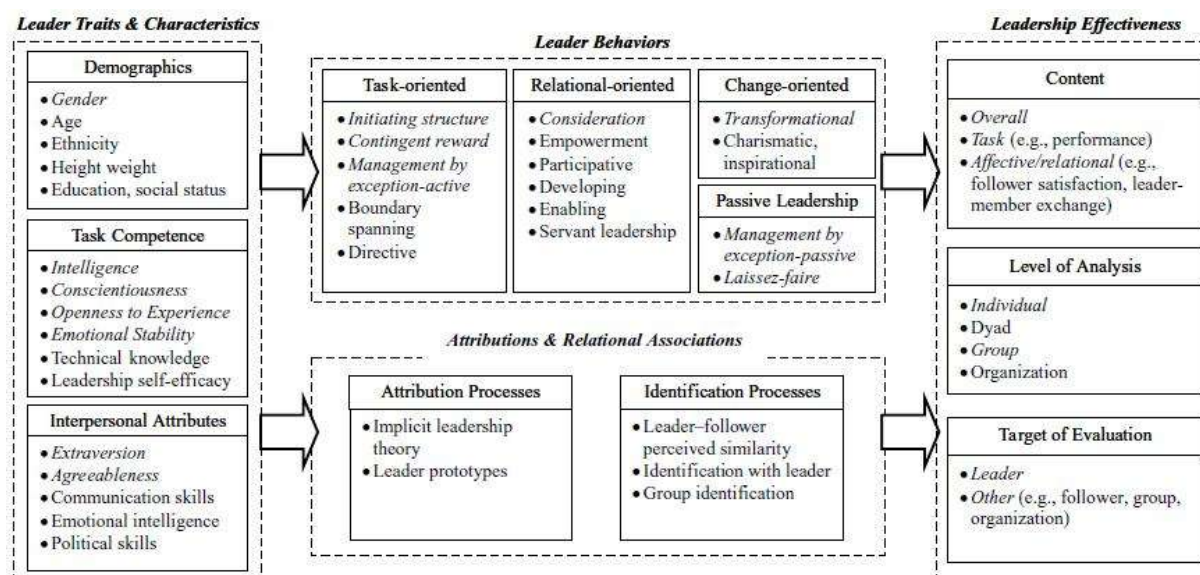 Leader Traits & Characteristics
Demographics
• Gender
• Age
• Ethnicity
• Height weight
• Education, social status
Task Competence
• Intelligence
• Conscientiousness
• Openness to Experience
• Emotional Stability
• Technical knowledge
• Leadership self-efficacy
Interpersonal Attributes
• Extraversion
• Agreeableness
• Communication skills
• Emotional intelligence
• Political skills
Leader Behaviors
Task-oriented
• Initiating structure
• Contingent reward
• Management by
exception-active
• Boundary
spanning
• Directive
Relational-oriented
• Consideration
• Empowerment
• Participative
• Developing
• Enabling
• Servant leadership
Change-oriented
• Transformational
• Charismatic,
inspirational
Passive Leadership
• Management by
exception-passive
• Laissez-faire
Attributions & Relational Associations
Attribution Processes
• Implicit leadership
theory
• Leader prototypes
Identification Processes
• Leader–follower
perceived similarity
• Identification with leader
• Group identification
Leadership Effectiveness
Content
• Overall
• Task (e.g., performance)
• Affective/relational (e.g.,
follower satisfaction, leader-
member exchange)
Level of Analysis
• Individual
• Dyad
• Group
• Organization
Target of Evaluation
• Leader
• Other (e.g., follower, group,
organization)